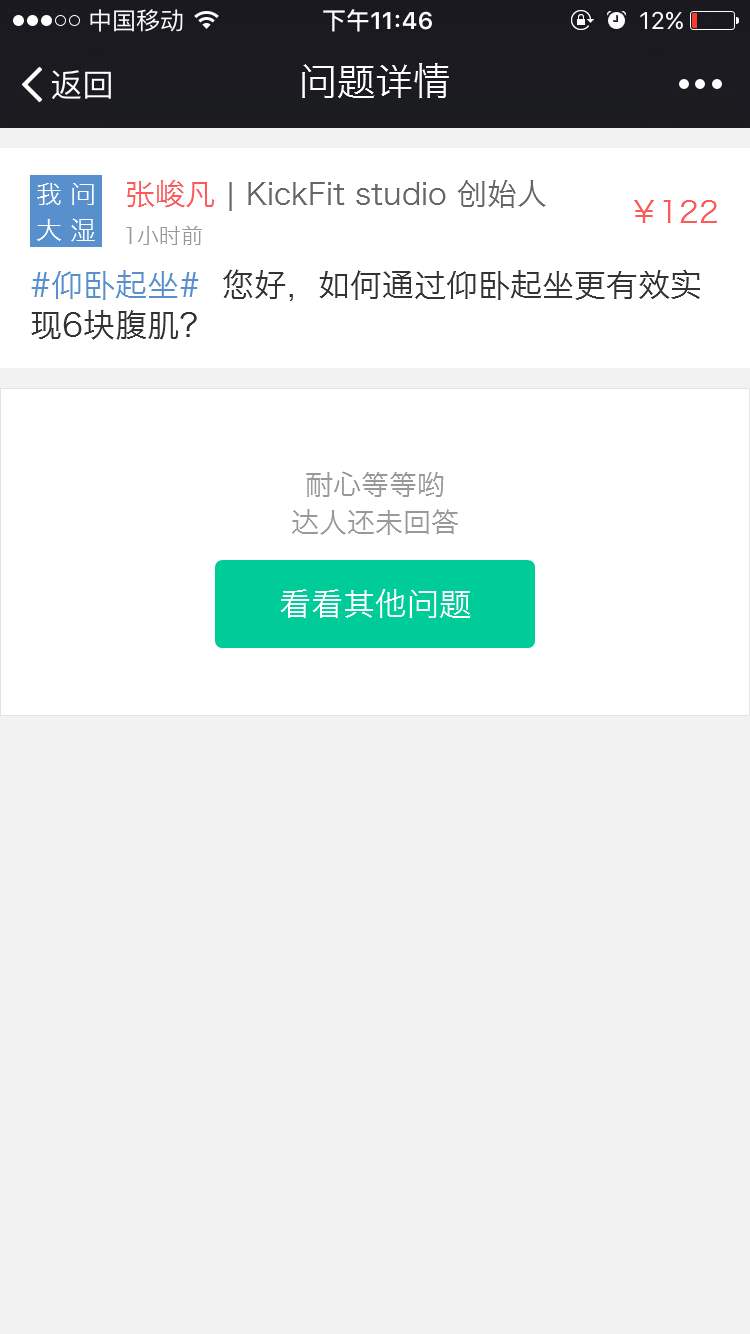 中国移动 下午11:46 12%
返回 问题详情
我问
大湿
张峻凡 | KickFit studio 创始人
¥122
1小时前
#仰卧起坐# 您好，如何通过仰卧起坐更有效实
现6块腹肌？
耐心等等哟
达人还未回答
看看其他问题